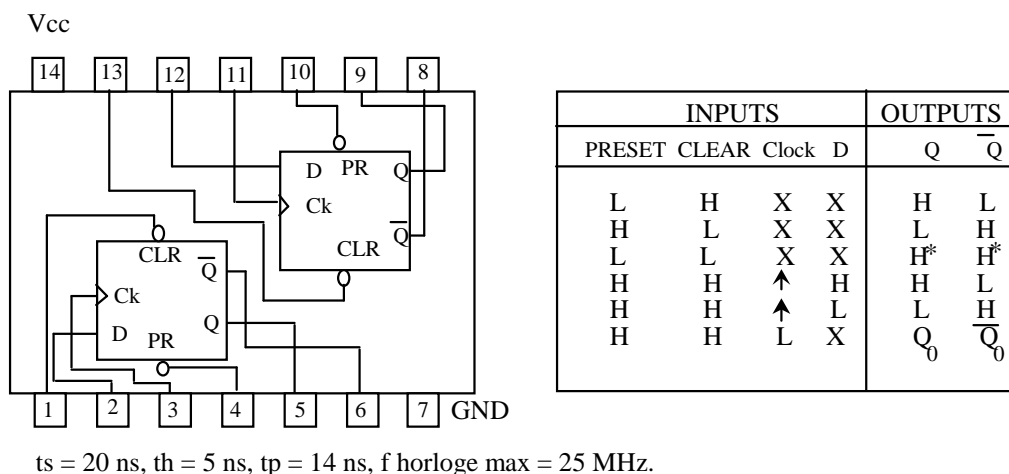 Vcc
14 13 12 11 10 9 8
D PR Q
Ck
Q̅
CLR
CLR
Q̅
Ck
Q
D PR
1 2 3 4 5 6 7 GND
INPUTS OUTPUTS
PRESET CLEAR Clock D Q Q̅
L H X X H L
H L X X L H
L L X X H* H*
H H ↑ H H L
H H ↑ L L H
H H L X Q₀ Q̅₀
ts = 20 ns, th = 5 ns, tp = 14 ns, f horloge max = 25 MHz.